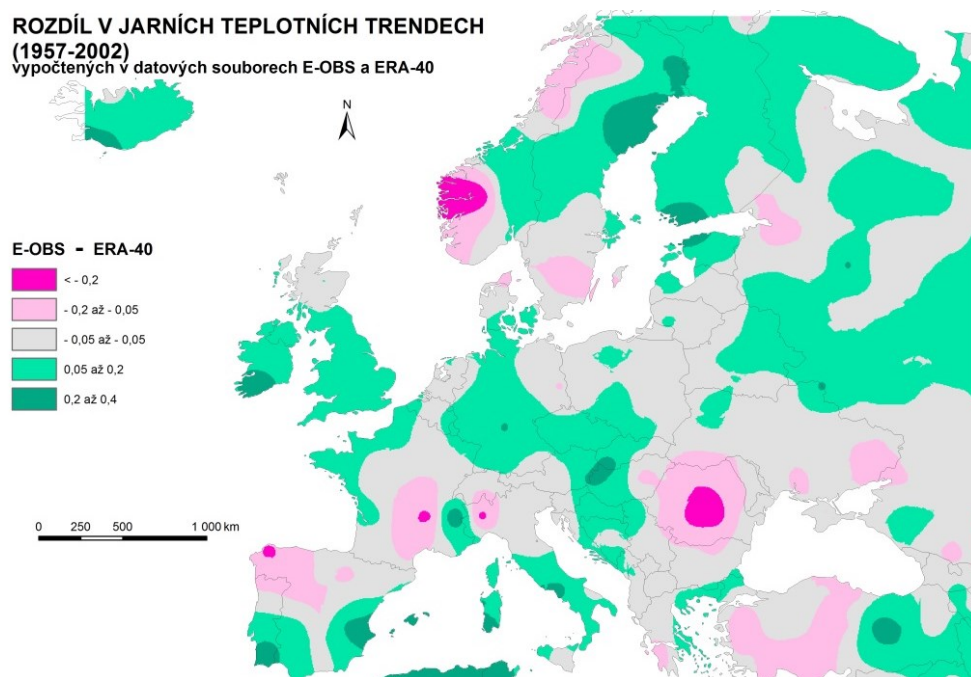 ROZDÍL V JARNÍCH TEPLOTNÍCH TRENDECH
(1957-2002)
vypočtených v datových souborech E-OBS a ERA-40
N
E-OBS - ERA-40
< - 0,2
- 0,2 až - 0,05
- 0,05 až - 0,05
0,05 až 0,2
0,2 až 0,4
0 250 500 1 000 km